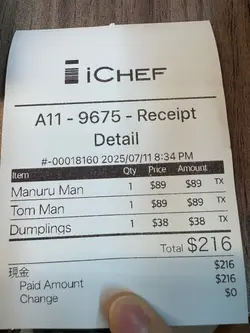 iCHEF
A11 - 9675 - Receipt
Detail
#-00018160 2025/07/11 8:34 PM
Item Qty Price Amount
Manuru Man 1 $89 $89 TX
Tom Man 1 $89 $89 TX
Dumplings 1 $38 $38 TX
Total $216
現金 $216
Paid Amount $216
Change $0